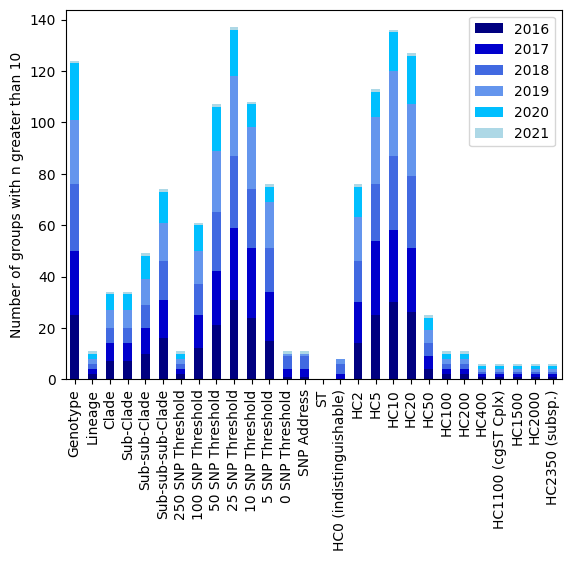 Number of groups with n greater than 10
140
120
100
80
60
40
20
0
2016
2017
2018
2019
2020
2021
Genotype
Lineage
Clade
Sub-Clade
Sub-sub-Clade
Sub-sub-sub-Clade
250 SNP Threshold
100 SNP Threshold
50 SNP Threshold
25 SNP Threshold
10 SNP Threshold
5 SNP Threshold
0 SNP Threshold
SNP Address
ST
HC0 (indistinguishable)
HC2
HC5
HC10
HC20
HC50
HC100
HC200
HC400
HC1100 (cgST Cplx)
HC1500
HC2000
HC2350 (subsp.)